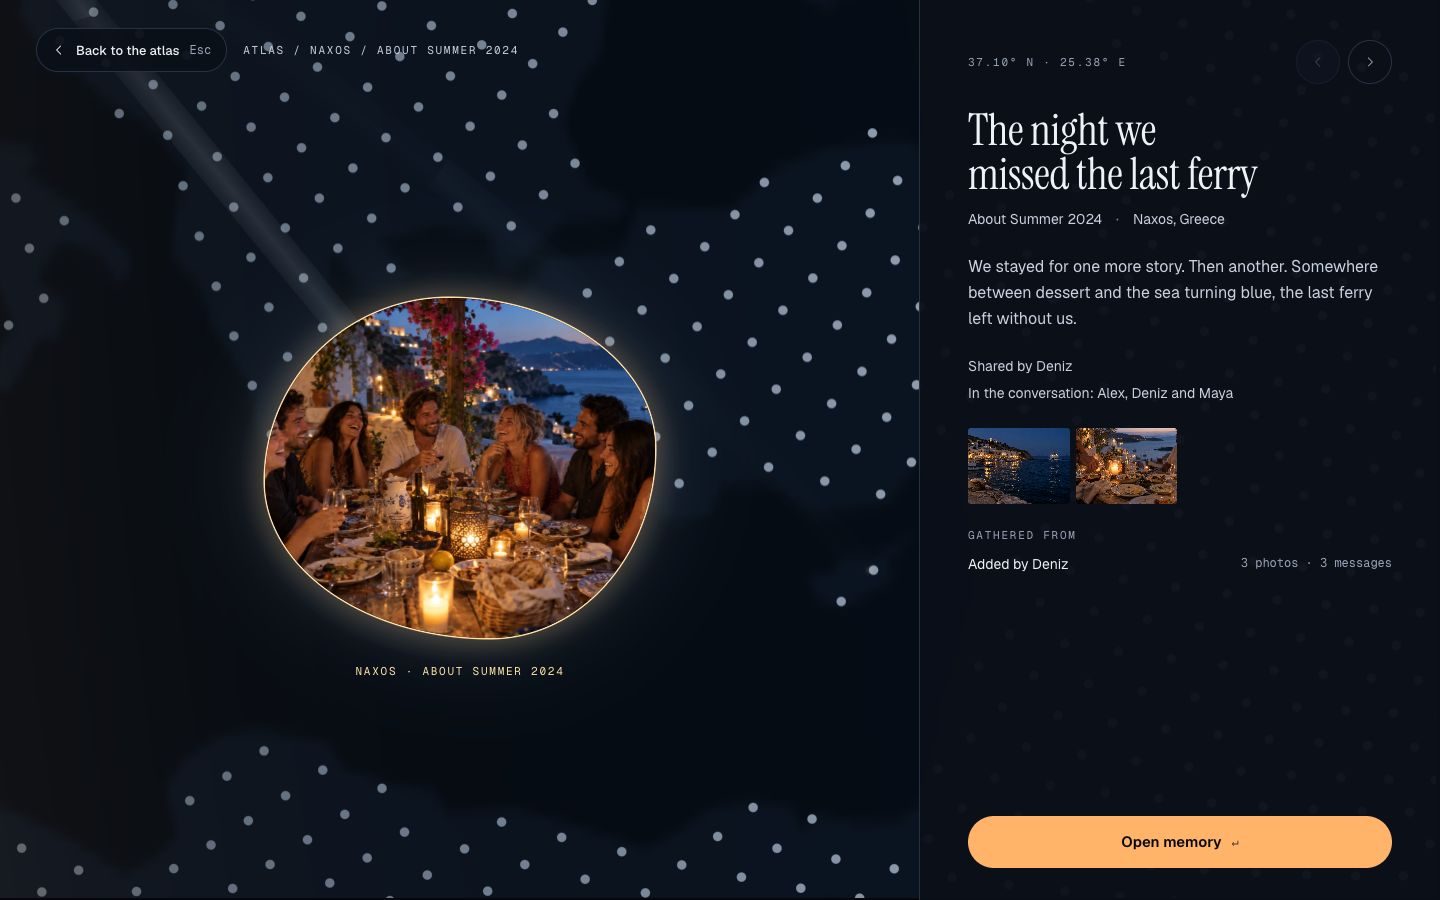 Back to the atlas Esc
ATLAS / NAXOS / ABOUT SUMMER 2024
NAXOS · ABOUT SUMMER 2024
37.10° N · 25.38° E
The night we
missed the last ferry
About Summer 2024 · Naxos, Greece
We stayed for one more story. Then another. Somewhere
between dessert and the sea turning blue, the last ferry
left without us.
Shared by Deniz
In the conversation: Alex, Deniz and Maya
GATHERED FROM
Added by Deniz
3 photos · 3 messages
Open memory ↵